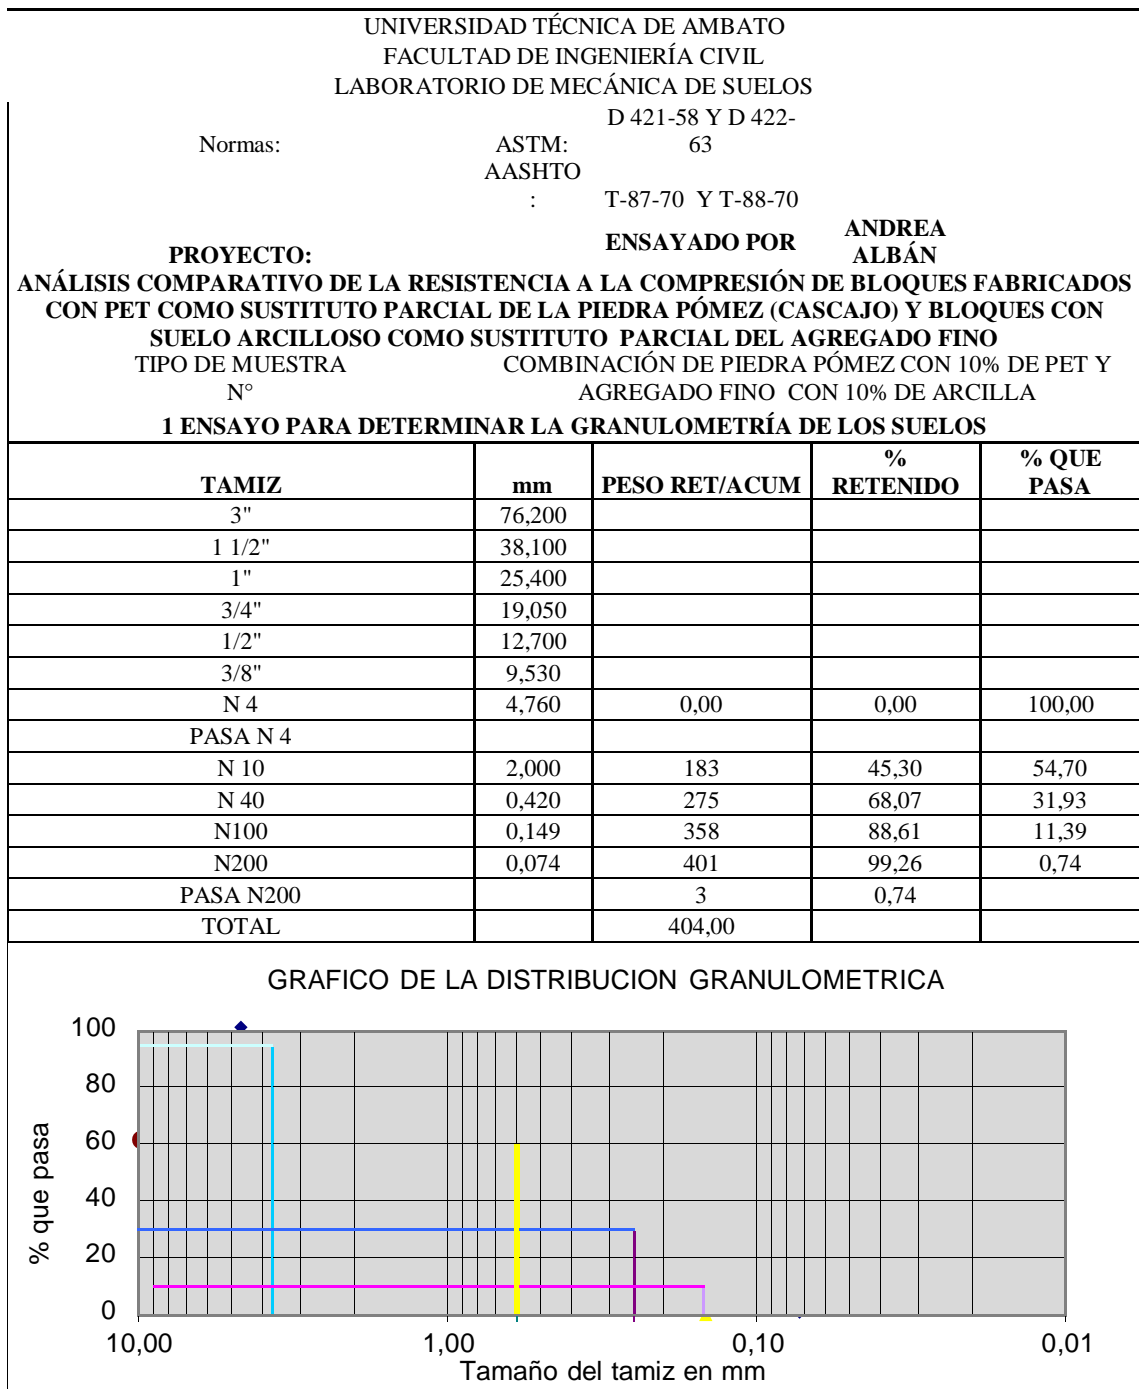 UNIVERSIDAD TÉCNICA DE AMBATO
FACULTAD DE INGENIERÍA CIVIL
LABORATORIO DE MECÁNICA DE SUELOS
Normas: ASTM: D 421-58 Y D 422-63
AASHTO: T-87-70 Y T-88-70
PROYECTO: ENSAYADO POR ANDREA ALBÁN
ANÁLISIS COMPARATIVO DE LA RESISTENCIA A LA COMPRESIÓN DE BLOQUES FABRICADOS
CON PET COMO SUSTITUTO PARCIAL DE LA PIEDRA PÓMEZ (CASCAJO) Y BLOQUES CON
SUELO ARCILLOSO COMO SUSTITUTO PARCIAL DEL AGREGADO FINO
TIPO DE MUESTRA N° COMBINACIÓN DE PIEDRA PÓMEZ CON 10% DE PET Y
AGREGADO FINO CON 10% DE ARCILLA
1 ENSAYO PARA DETERMINAR LA GRANULOMETRÍA DE LOS SUELOS
TAMIZ mm PESO RET/ACUM % RETENIDO % QUE PASA
3" 76,200
1 1/2" 38,100
1" 25,400
3/4" 19,050
1/2" 12,700
3/8" 9,530
N 4 4,760 0,00 0,00 100,00
PASA N 4
N 10 2,000 183 45,30 54,70
N 40 0,420 275 68,07 31,93
N100 0,149 358 88,61 11,39
N200 0,074 401 99,26 0,74
PASA N200 3 0,74
TOTAL 404,00
GRAFICO DE LA DISTRIBUCION GRANULOMETRICA
100
80
60
40
20
0
% que pasa
10,00 1,00 0,10 0,01
Tamaño del tamiz en mm